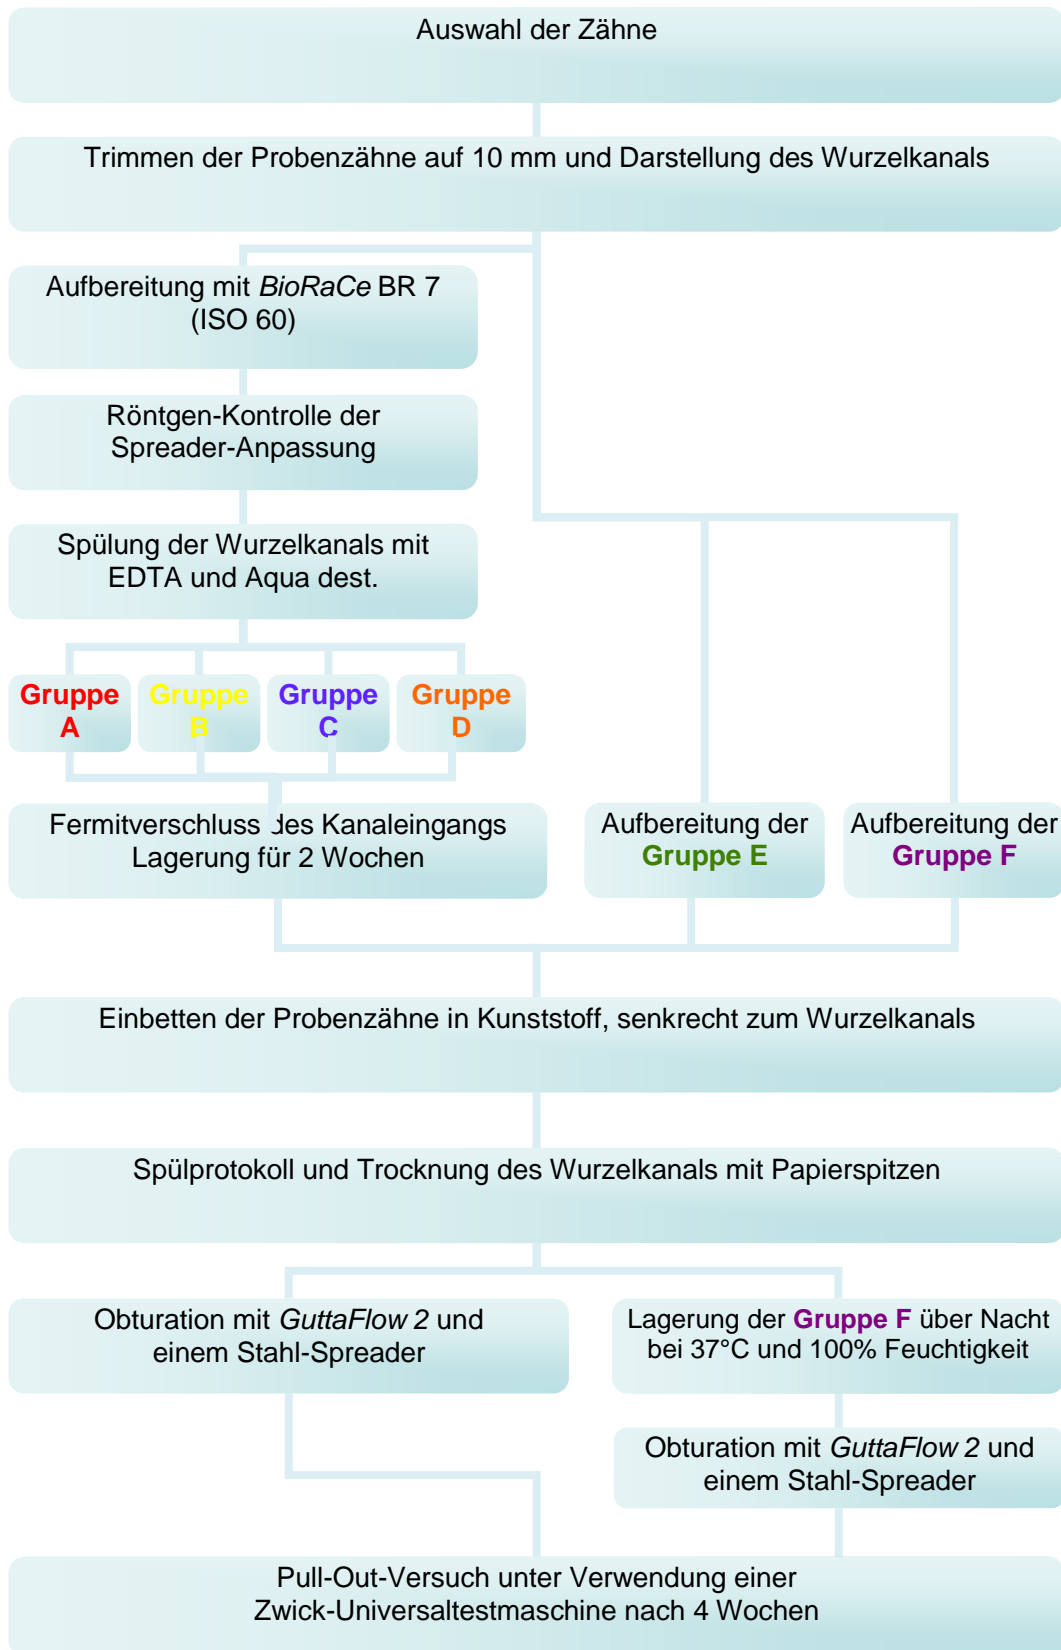 Auswahl der Zähne
Trimmen der Probenzähne auf 10 mm und Darstellung des Wurzelkanals
Aufbereitung mit BioRaCe BR 7
(ISO 60)
Röntgen-Kontrolle der
Spreader-Anpassung
Spülung der Wurzelkanals mit
EDTA und Aqua dest.
Gruppe
A
Gruppe
B
Gruppe
C
Gruppe
D
Fermitverschluss des Kanaleingangs
Lagerung für 2 Wochen
Aufbereitung der
Gruppe E
Aufbereitung der
Gruppe F
Einbetten der Probenzähne in Kunststoff, senkrecht zum Wurzelkanals
Spülprotokoll und Trocknung des Wurzelkanals mit Papierspitzen
Obturation mit GuttaFlow 2 und
einem Stahl-Spreader
Lagerung der Gruppe F über Nacht
bei 37°C und 100% Feuchtigkeit
Obturation mit GuttaFlow 2 und
einem Stahl-Spreader
Pull-Out-Versuch unter Verwendung einer
Zwick-Universaltestmaschine nach 4 Wochen